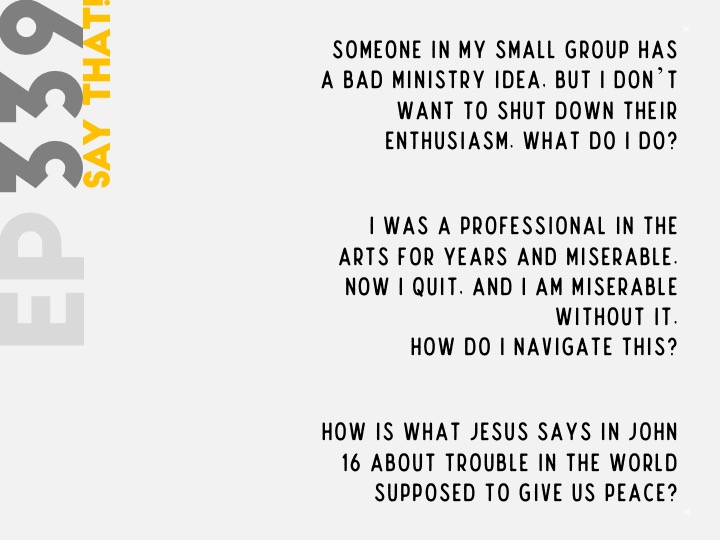 EP 339
SAY THAT!
SOMEONE IN MY SMALL GROUP HAS
A BAD MINISTRY IDEA. BUT I DON'T
WANT TO SHUT DOWN THEIR
ENTHUSIASM. WHAT DO I DO?
I WAS A PROFESSIONAL IN THE
ARTS FOR YEARS AND MISERABLE.
NOW I QUIT. AND I AM MISERABLE
WITHOUT IT.
HOW DO I NAVIGATE THIS?
HOW IS WHAT JESUS SAYS IN JOHN
16 ABOUT TROUBLE IN THE WORLD
SUPPOSED TO GIVE US PEACE?